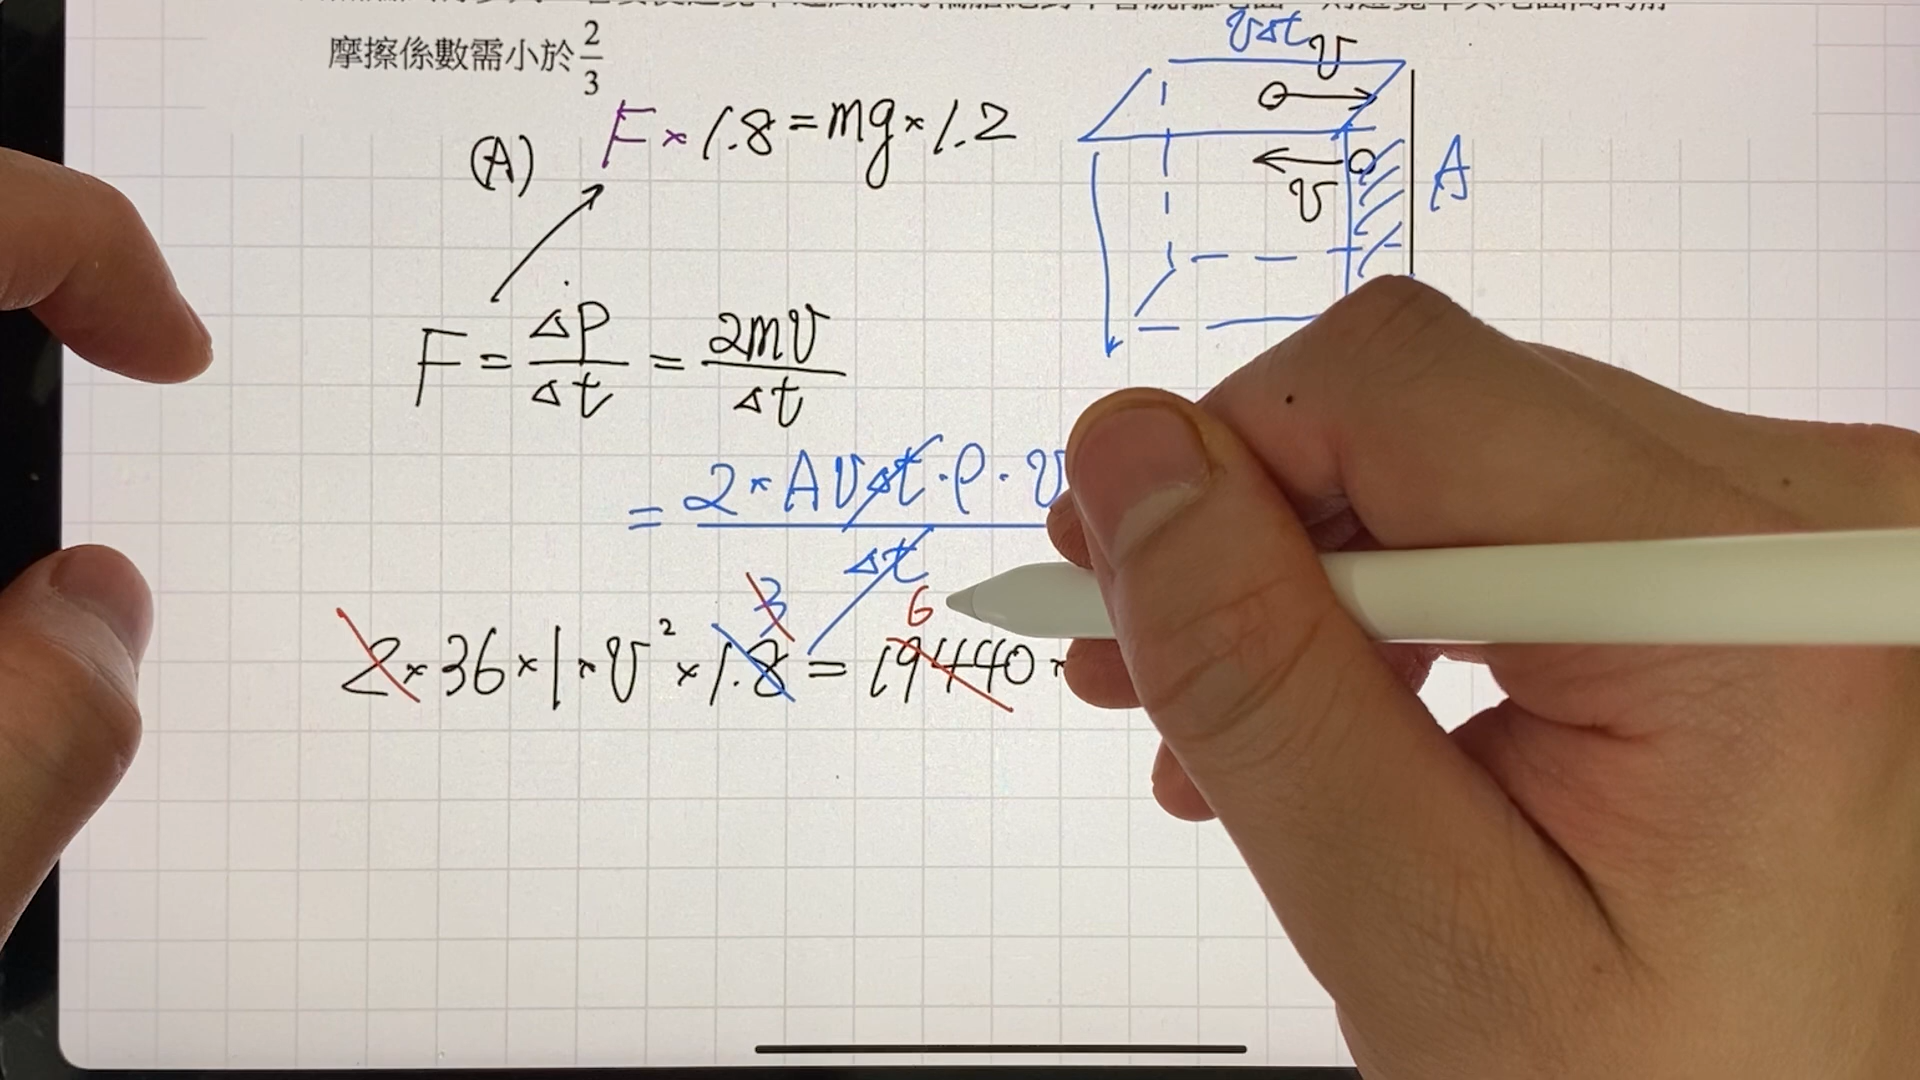 摩擦係數需小於 2/3
vΔt
v
(A) F × 1.8 = mg × 1.2
v
A
F = ΔP/Δt = 2mv/Δt
= 2 × AvΔt · ρ · v / Δt
3 6
2 × 36 × 1 × v² × 1.8 = 19440 ×